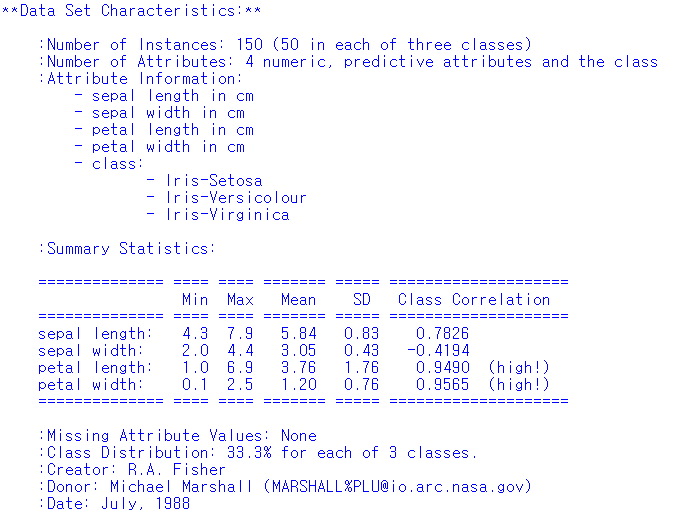 **Data Set Characteristics:**

    :Number of Instances: 150 (50 in each of three classes)
    :Number of Attributes: 4 numeric, predictive attributes and the class
    :Attribute Information:
        - sepal length in cm
        - sepal width in cm
        - petal length in cm
        - petal width in cm
        - class:
                - Iris-Setosa
                - Iris-Versicolour
                - Iris-Virginica

    :Summary Statistics:

    ============== ==== ==== ======= ===== ====================
                    Min  Max   Mean    SD   Class Correlation
    ============== ==== ==== ======= ===== ====================
    sepal length:   4.3  7.9   5.84   0.83    0.7826
    sepal width:    2.0  4.4   3.05   0.43   -0.4194
    petal length:   1.0  6.9   3.76   1.76    0.9490  (high!)
    petal width:    0.1  2.5   1.20   0.76    0.9565  (high!)
    ============== ==== ==== ======= ===== ====================

    :Missing Attribute Values: None
    :Class Distribution: 33.3% for each of 3 classes.
    :Creator: R.A. Fisher
    :Donor: Michael Marshall (MARSHALL%PLU@io.arc.nasa.gov)
    :Date: July, 1988